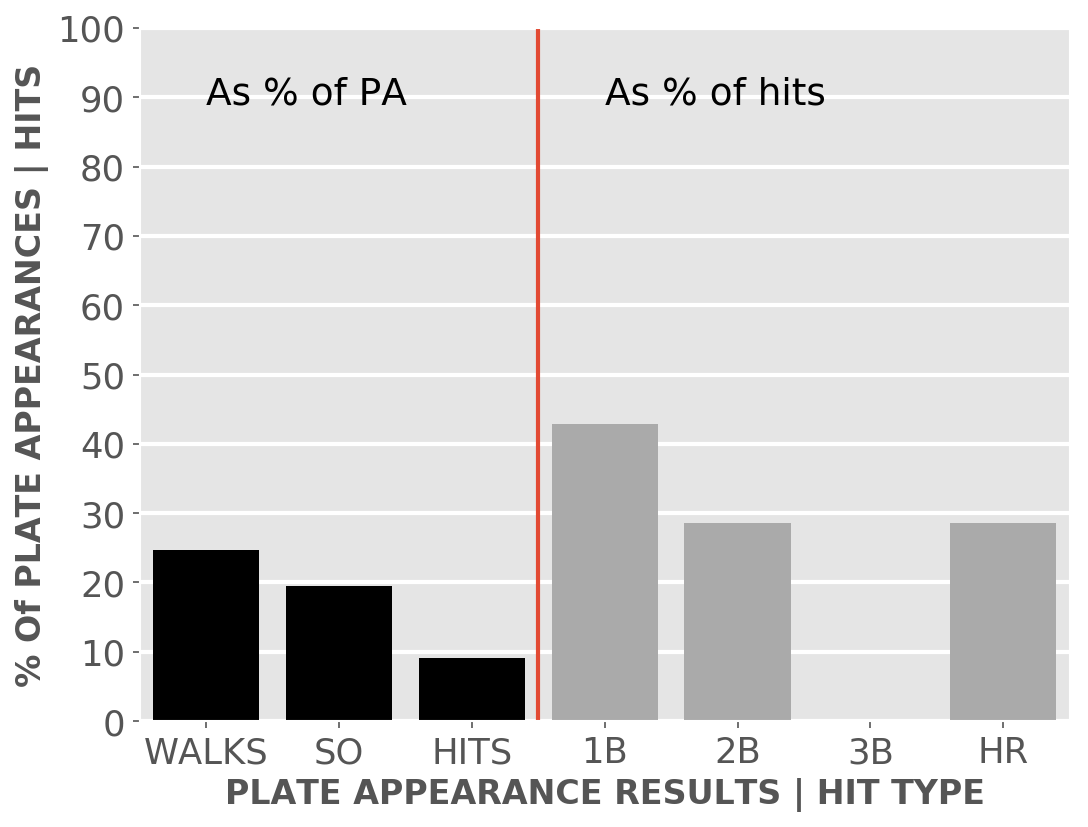 As % of PA
As % of hits
% Of PLATE APPEARANCES | HITS
100
90
80
70
60
50
40
30
20
10
0
WALKS SO HITS 1B 2B 3B HR
PLATE APPEARANCE RESULTS | HIT TYPE